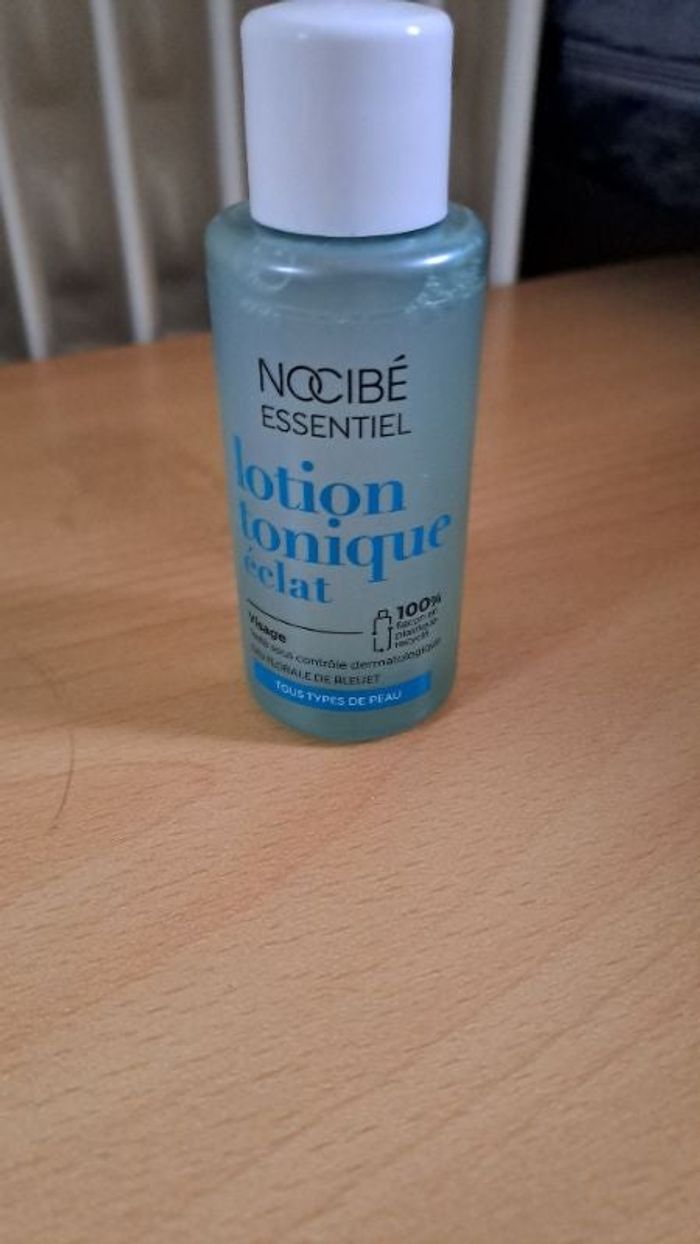 NOCIBÉ
ESSENTIEL
lotion
tonique
éclat
Visage
100%
flacon en
plastique
recyclé
Testé sous contrôle dermatologique
EAU FLORALE DE BLEUET
TOUS TYPES DE PEAU